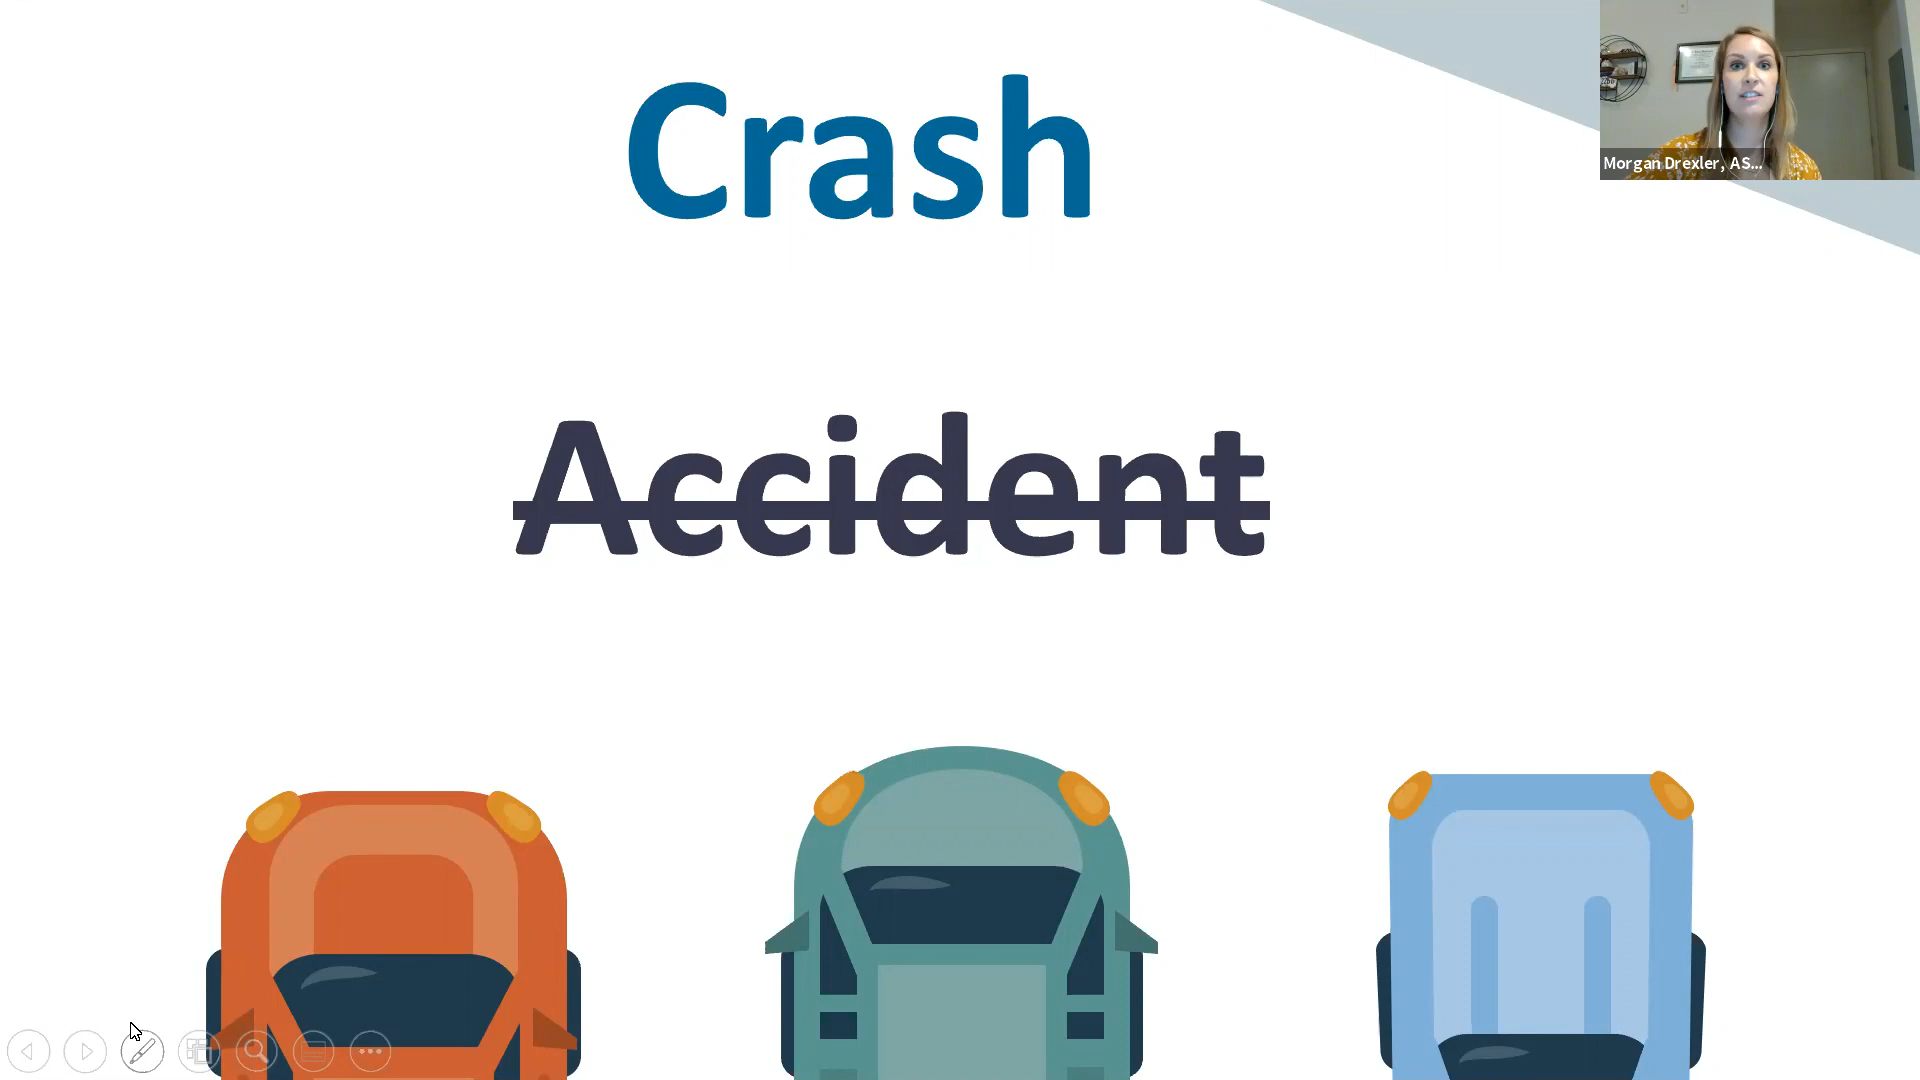 Crash
Morgan Drexler, AS...
Accident